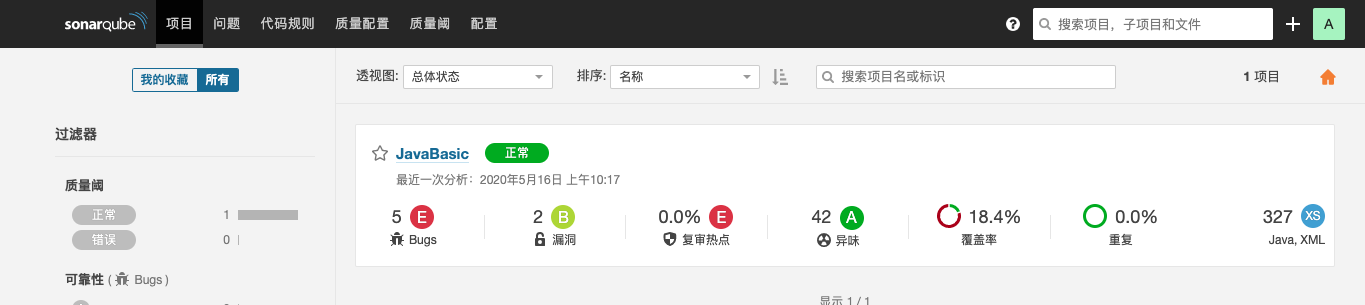 sonarqube 项目 问题 代码规则 质量配置 质量阈 配置 ? 搜索项目，子项目和文件 A
我的收藏 所有 透视图: 总体状态 排序: 名称 搜索项目名或标识 1 项目
过滤器
JavaBasic 正常
最近一次分析：2020年5月16日 上午10:17
质量阈
正常 1
错误 0
5 E 2 B 0.0% E 42 A 18.4% 0.0% 327 XS
Bugs 漏洞 复审热点 异味 覆盖率 重复 Java, XML
可靠性 ( Bugs )
显示 1 / 1